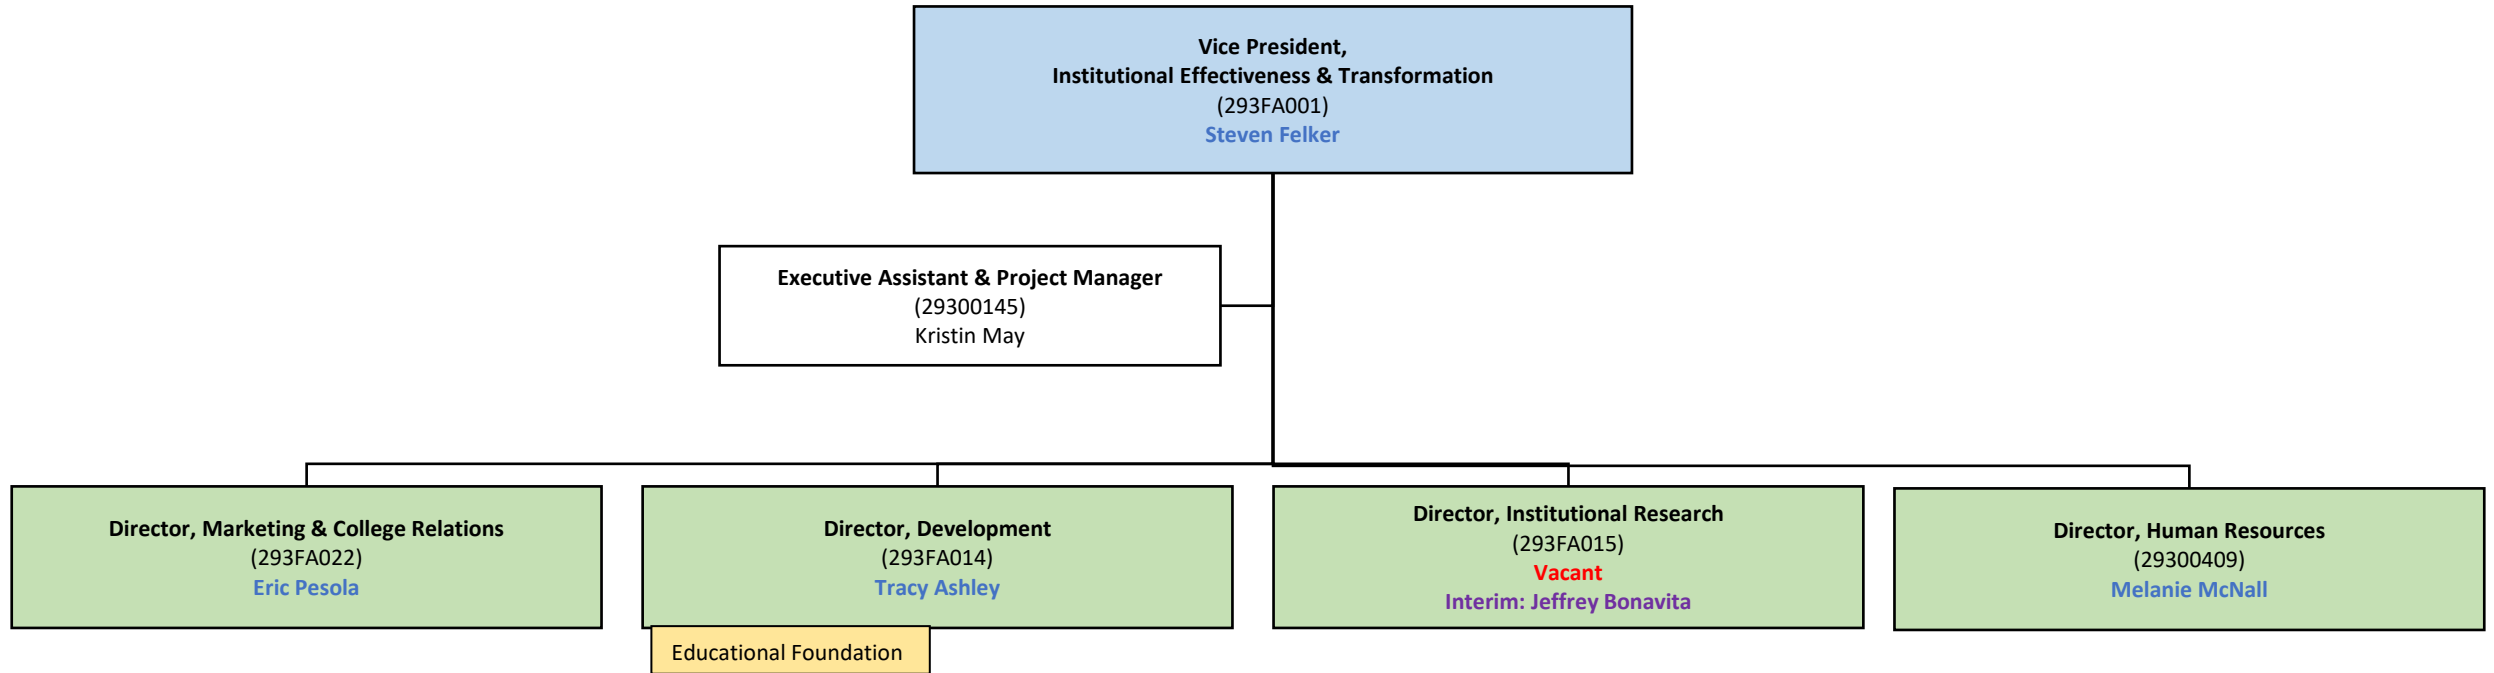 Vice President,
Institutional Effectiveness & Transformation
(293FA001)
Steven Felker
Executive Assistant & Project Manager
(29300145)
Kristin May
Director, Marketing & College Relations
(293FA022)
Eric Pesola
Director, Development
(293FA014)
Tracy Ashley
Educational Foundation
Director, Institutional Research
(293FA015)
Vacant
Interim: Jeffrey Bonavita
Director, Human Resources
(29300409)
Melanie McNall